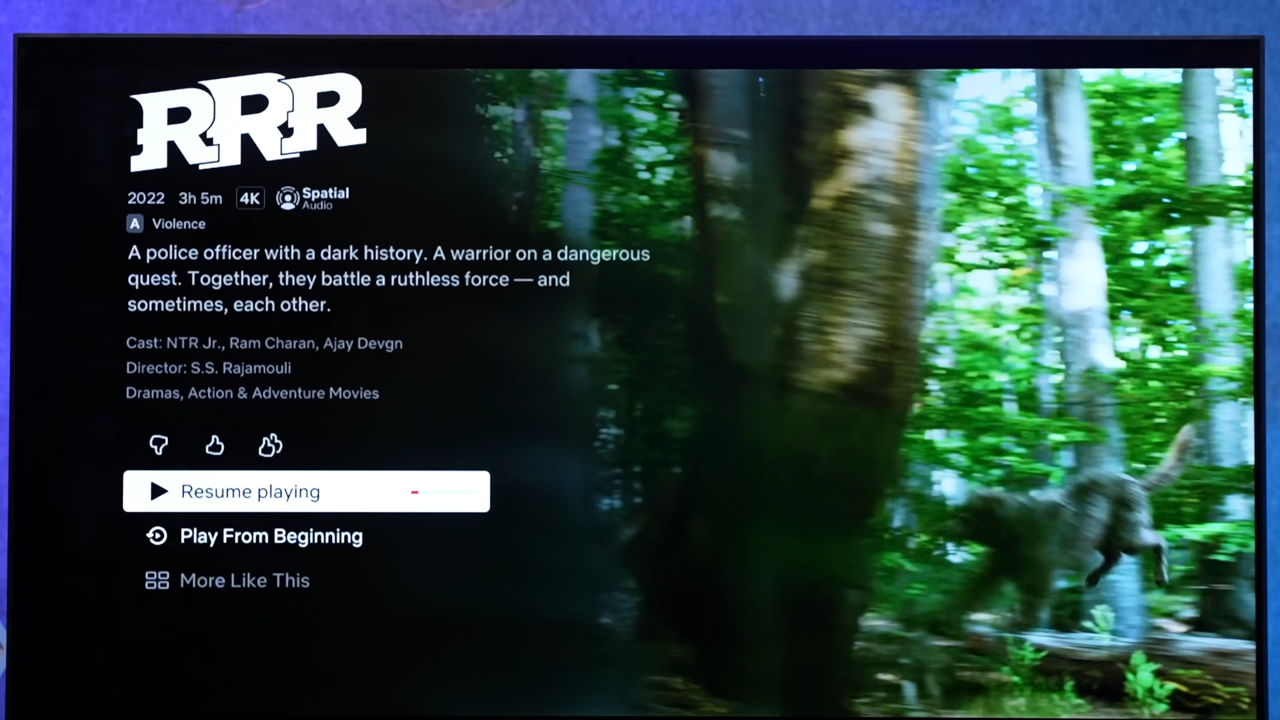 RRR
2022 3h 5m 4K Spatial Audio
A Violence
A police officer with a dark history. A warrior on a dangerous
quest. Together, they battle a ruthless force — and
sometimes, each other.
Cast: NTR Jr., Ram Charan, Ajay Devgn
Director: S.S. Rajamouli
Dramas, Action & Adventure Movies
Resume playing
Play From Beginning
More Like This